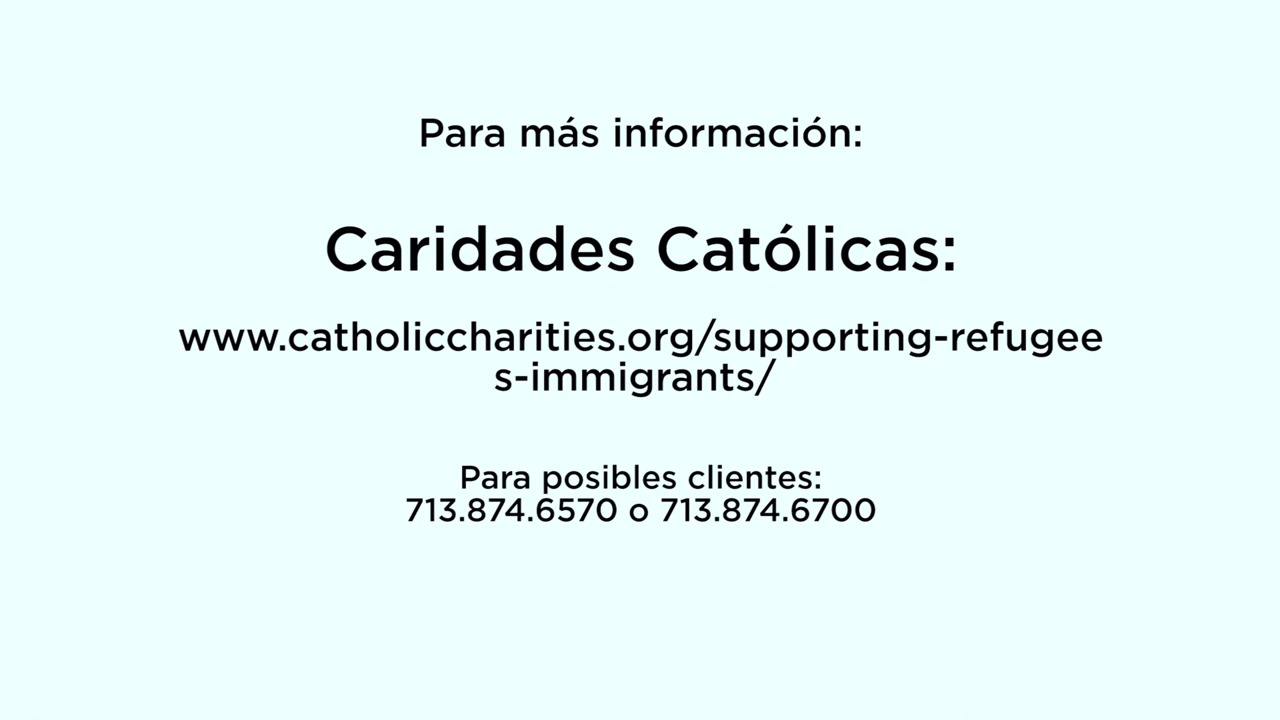 Para más información:
Caridades Católicas:
www.catholiccharities.org/supporting-refugee
s-immigrants/
Para posibles clientes:
713.874.6570 o 713.874.6700